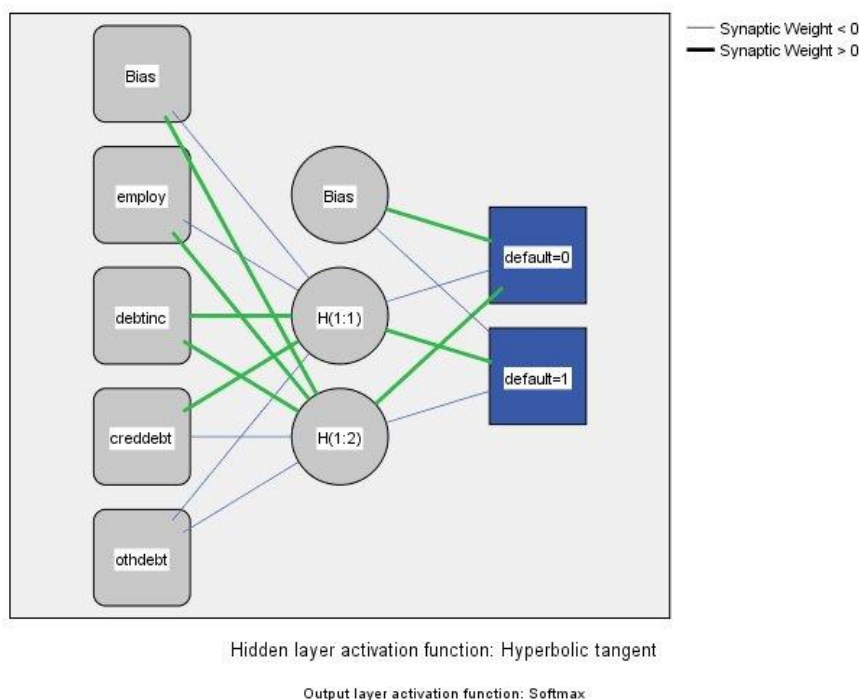 Synaptic Weight < 0
Synaptic Weight > 0
Bias
employ
debtinc
creddebt
othdebt
Bias
H(1:1)
H(1:2)
default=0
default=1
Hidden layer activation function: Hyperbolic tangent
Output layer activation function: Softmax